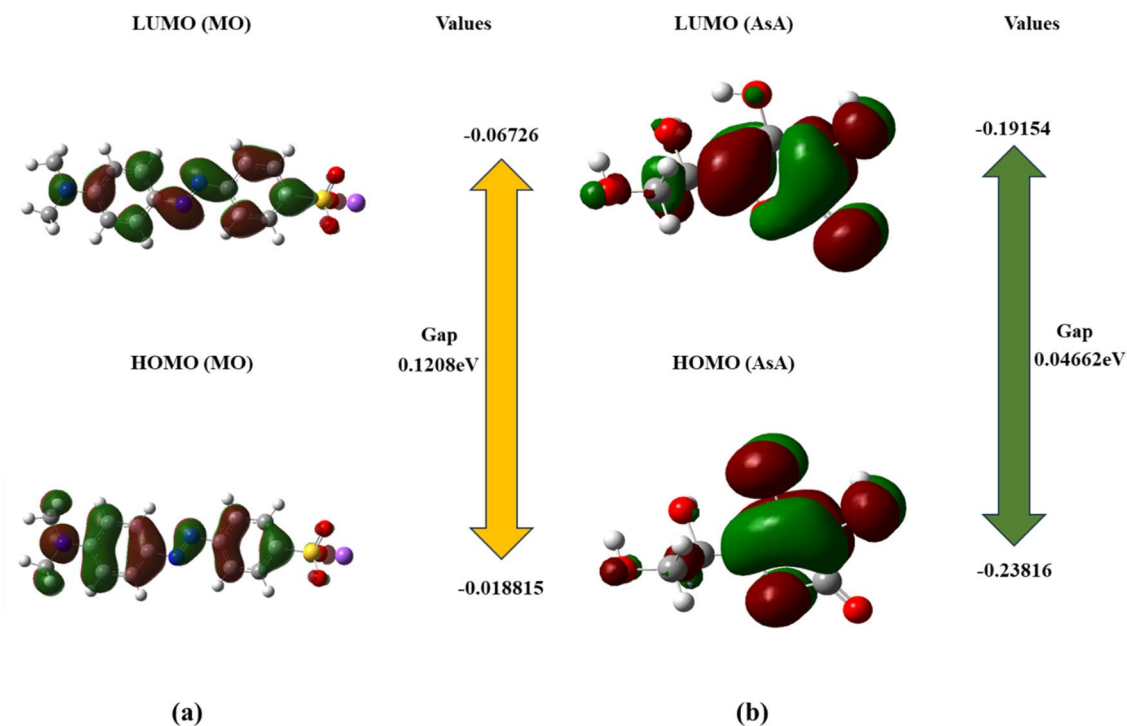 LUMO (MO)
Values
LUMO (AsA)
Values
-0.06726
-0.19154
Gap
0.1208eV
Gap
0.04662eV
HOMO (MO)
HOMO (AsA)
-0.018815
-0.23816
(a)
(b)